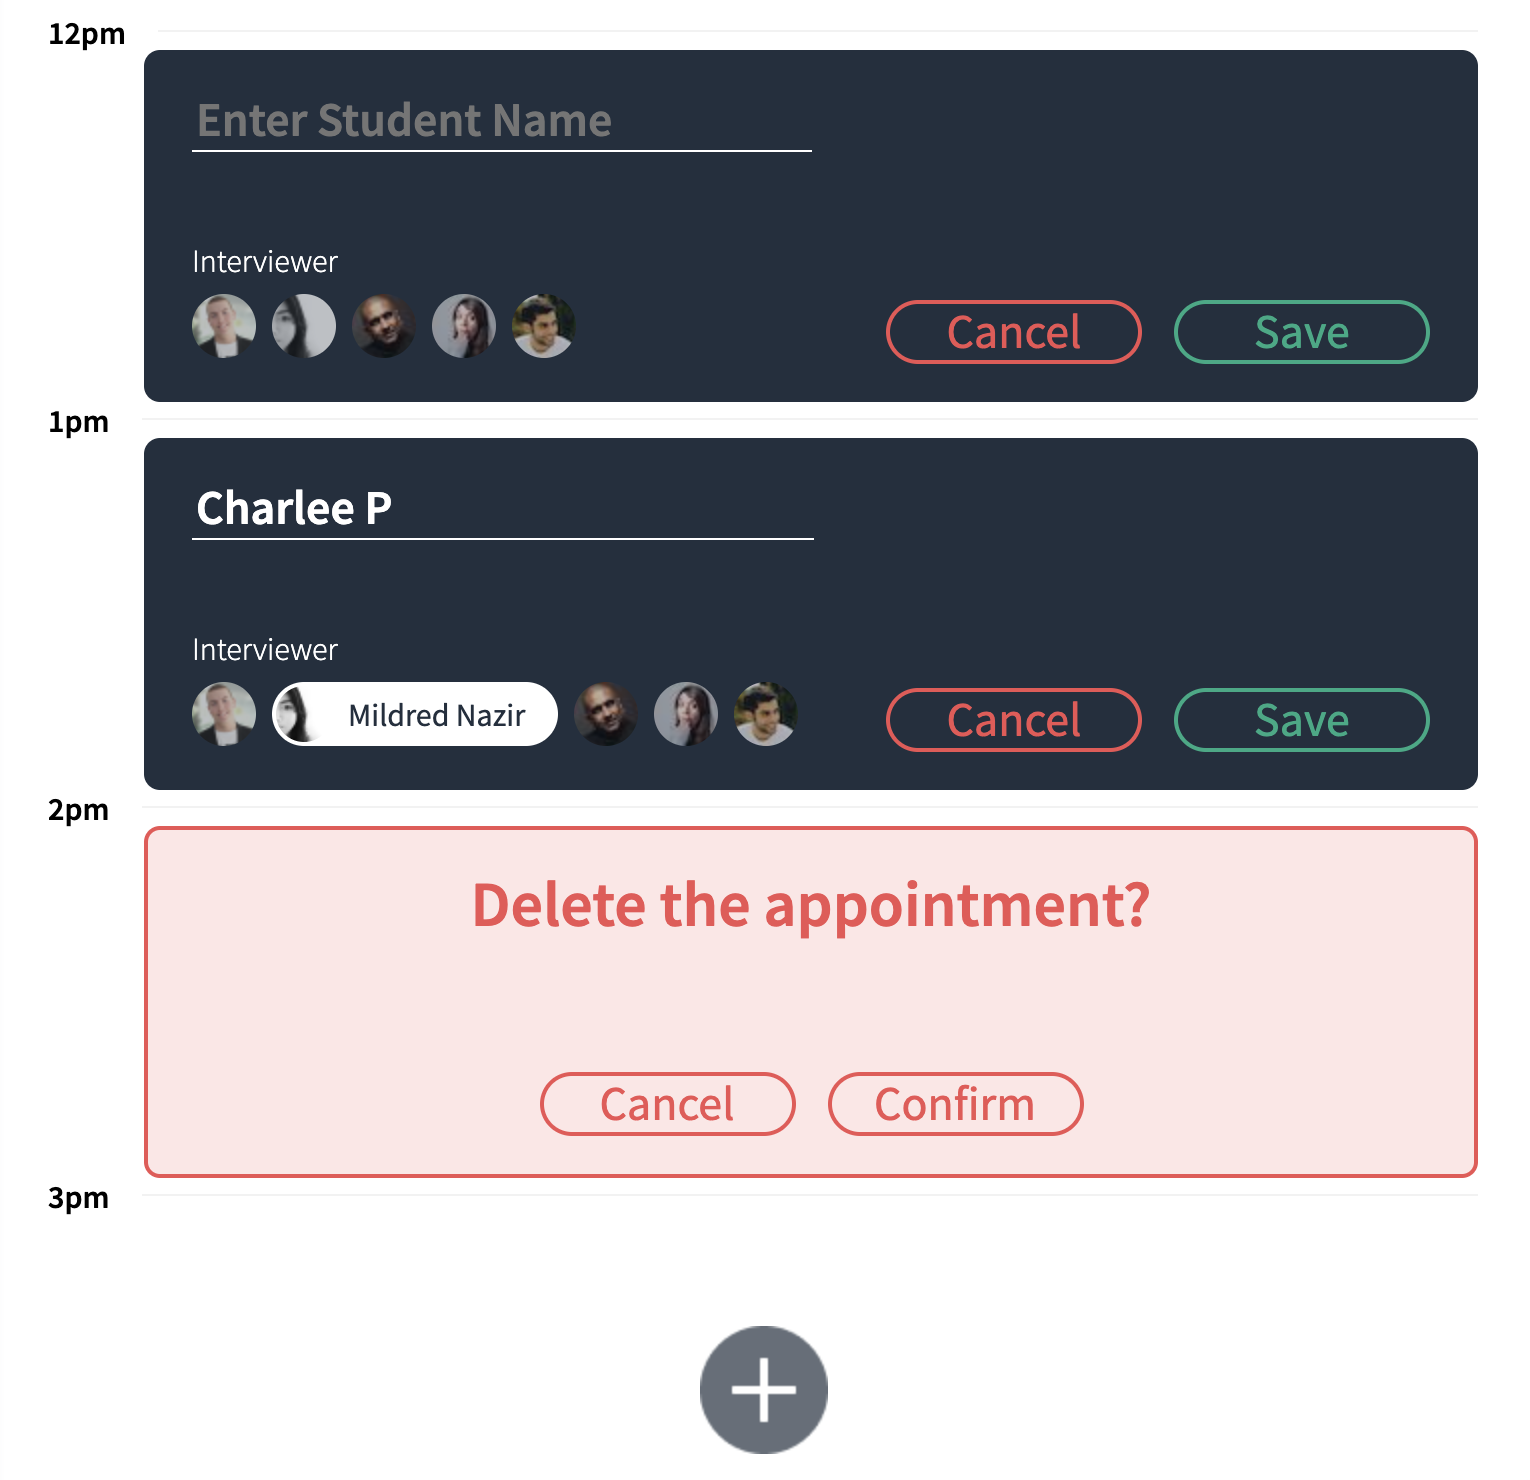 12pm
Enter Student Name
Interviewer
Cancel
Save
1pm
Charlee P
Interviewer
Mildred Nazir
Cancel
Save
2pm
Delete the appointment?
Cancel
Confirm
3pm